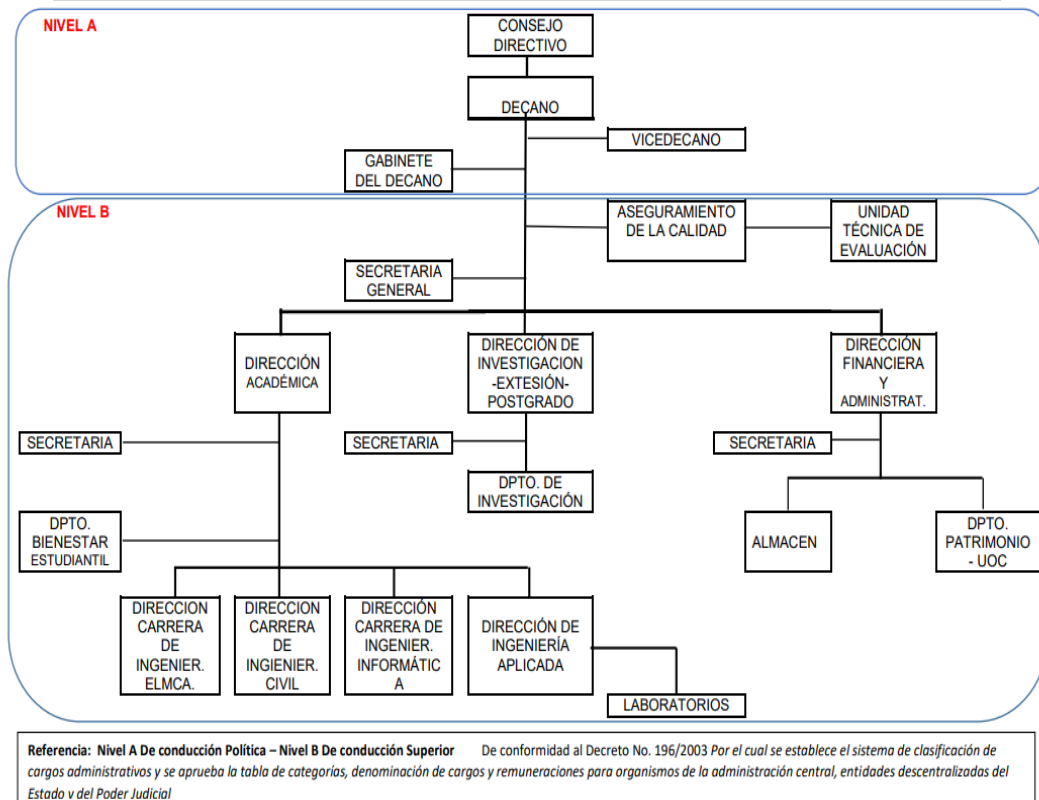 NIVEL A
CONSEJO
DIRECTIVO
DECANO
VICEDECANO
GABINETE
DEL DECANO
NIVEL B
ASEGURAMIENTO
DE LA CALIDAD
UNIDAD
TÉCNICA DE
EVALUACIÓN
SECRETARIA
GENERAL
DIRECCIÓN
ACADÉMICA
DIRECCIÓN DE
INVESTIGACION
-EXTESIÓN-
POSTGRADO
DIRECCIÓN
FINANCIERA
Y
ADMINISTRAT.
SECRETARIA
SECRETARIA
SECRETARIA
DPTO. DE
INVESTIGACIÓN
DPTO.
BIENESTAR
ESTUDIANTIL
ALMACEN
DPTO.
PATRIMONIO
- UOC
DIRECCION
CARRERA
DE
INGENIER.
ELMCA.
DIRECCION
CARRERA
DE
INGIENIER.
CIVIL
DIRECCIÓN
CARRERA DE
INGENIER.
INFORMÁTIC
A
DIRECCIÓN DE
INGENIERÍA
APLICADA
LABORATORIOS
Referencia: Nivel A De conducción Política – Nivel B De conducción Superior De conformidad al Decreto No. 196/2003 Por el cual se establece el sistema de clasificación de
cargos administrativos y se aprueba la tabla de categorías, denominación de cargos y remuneraciones para organismos de la administración central, entidades descentralizadas del
Estado y del Poder Judicial